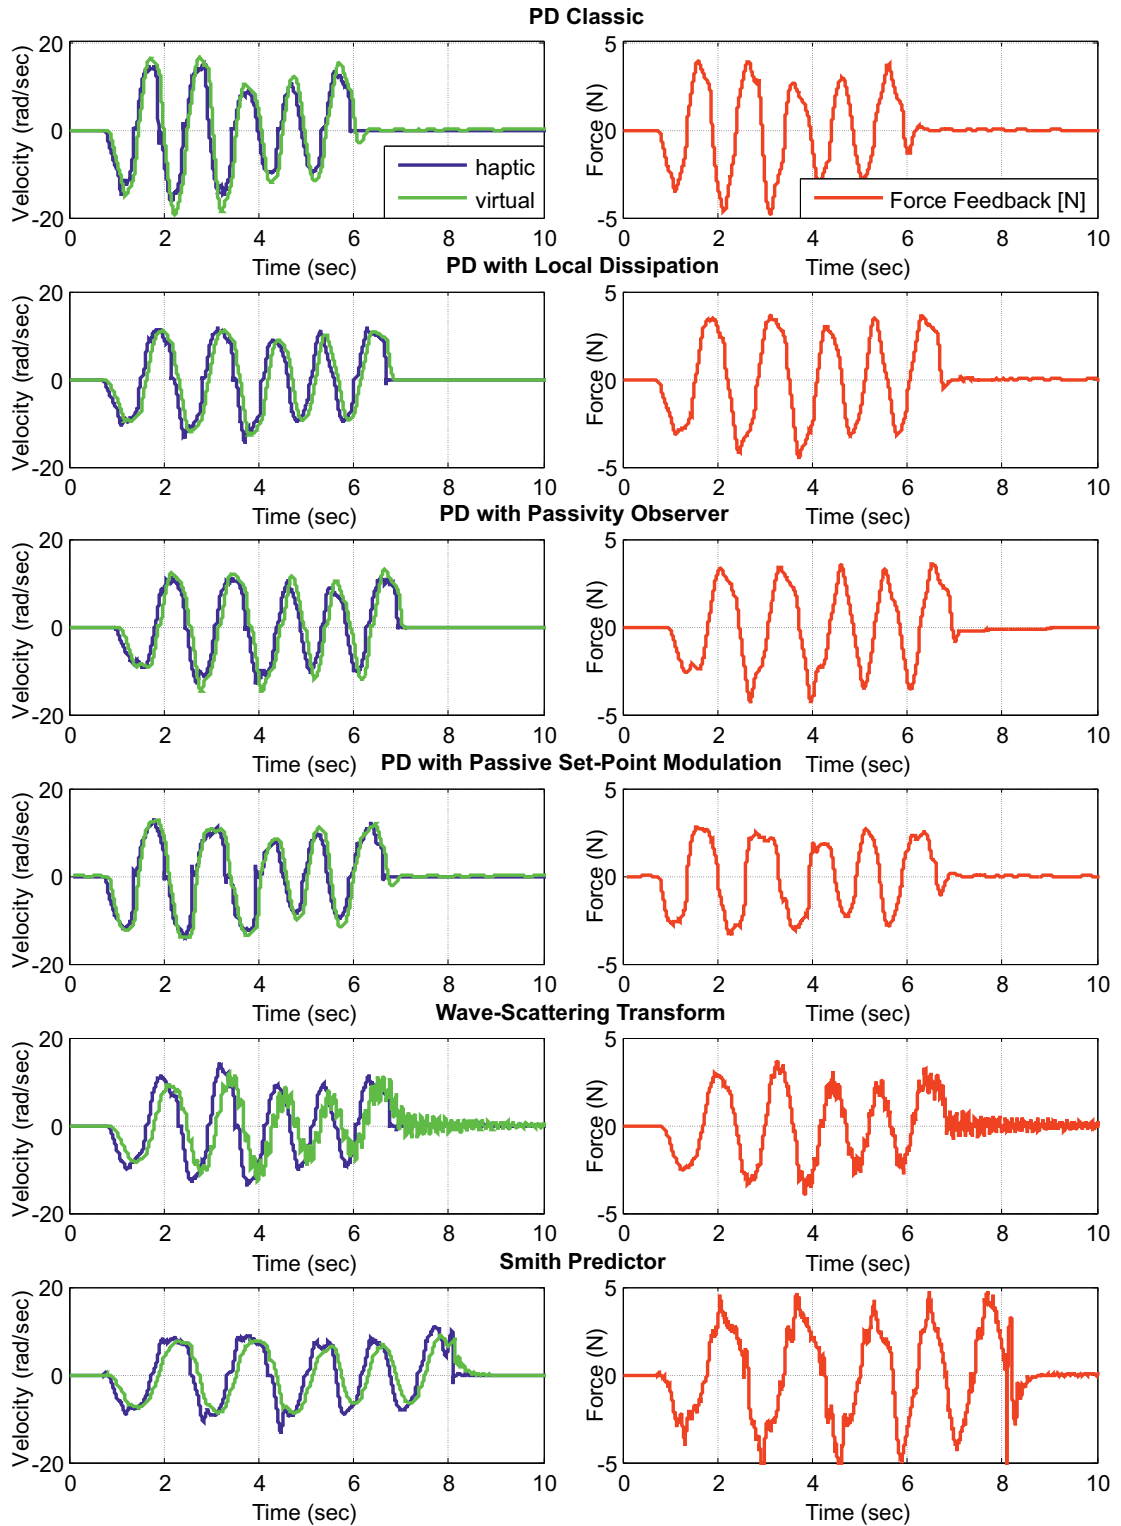 PD Classic
20
0
-20
Velocity (rad/sec)
haptic
virtual
0 2 4 6 8 10
Time (sec)
5
0
-5
Force (N)
Force Feedback [N]
0 2 4 6 8 10
Time (sec)
PD with Local Dissipation
20
0
-20
Velocity (rad/sec)
0 2 4 6 8 10
Time (sec)
5
0
-5
Force (N)
0 2 4 6 8 10
Time (sec)
PD with Passivity Observer
20
0
-20
Velocity (rad/sec)
0 2 4 6 8 10
Time (sec)
5
0
-5
Force (N)
0 2 4 6 8 10
Time (sec)
PD with Passive Set-Point Modulation
20
0
-20
Velocity (rad/sec)
0 2 4 6 8 10
Time (sec)
5
0
-5
Force (N)
0 2 4 6 8 10
Time (sec)
Wave-Scattering Transform
20
0
-20
Velocity (rad/sec)
0 2 4 6 8 10
Time (sec)
5
0
-5
Force (N)
0 2 4 6 8 10
Time (sec)
Smith Predictor
20
0
-20
Velocity (rad/sec)
0 2 4 6 8 10
Time (sec)
5
0
-5
Force (N)
0 2 4 6 8 10
Time (sec)